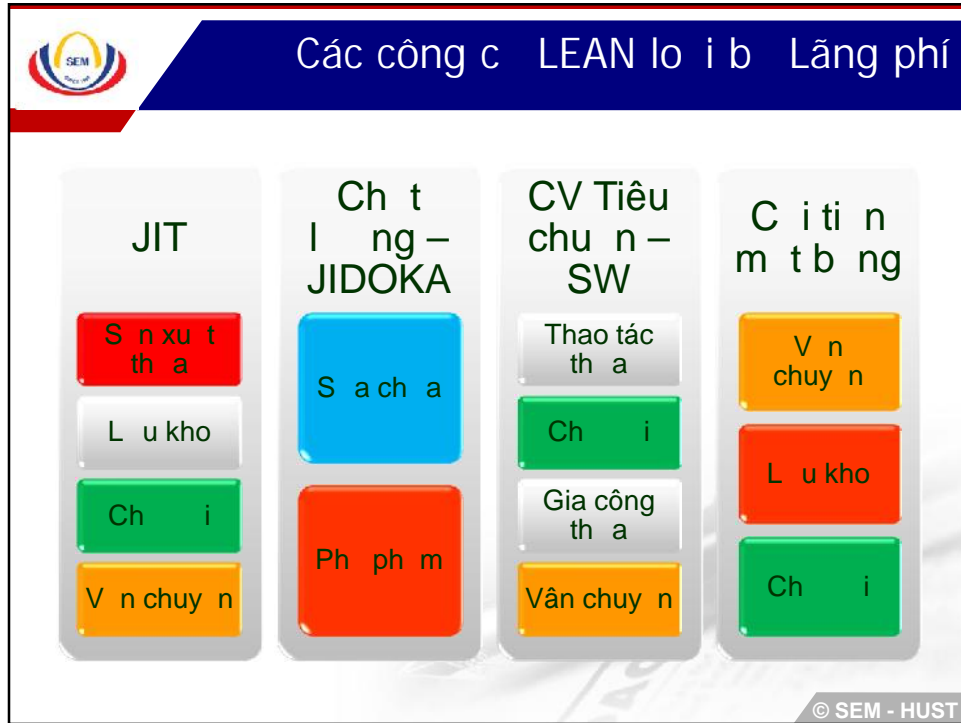 SEM
Các công c LEAN lo i b Lãng phí
JIT
S n xu t
th a
L u kho
Ch i
V n chuy n
Ch t
l ng –
JIDOKA
S a ch a
Ph ph m
CV Tiêu
chu n –
SW
Thao tác
th a
Ch i
Gia công
th a
Vân chuy n
C i ti n
m t b ng
V n
chuy n
L u kho
Ch i
© SEM - HUST